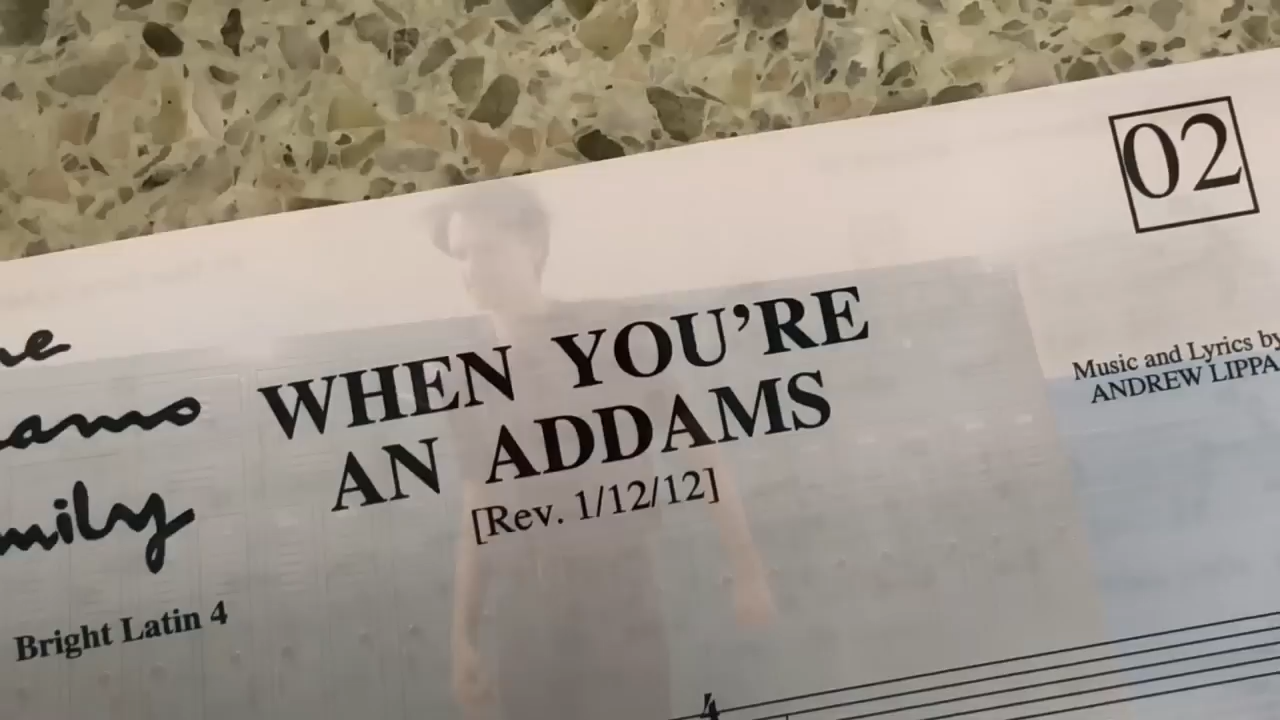 02
WHEN YOU'RE
AN ADDAMS
[Rev. 1/12/12]
Music and Lyrics by
ANDREW LIPPA
Bright Latin 4
4